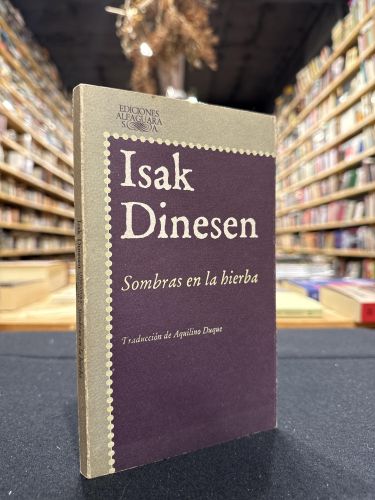 EDICIONES
ALFAGUARA
S.A.
Isak
Dinesen
Sombras en la hierba
Traducción de Aquilino Duque